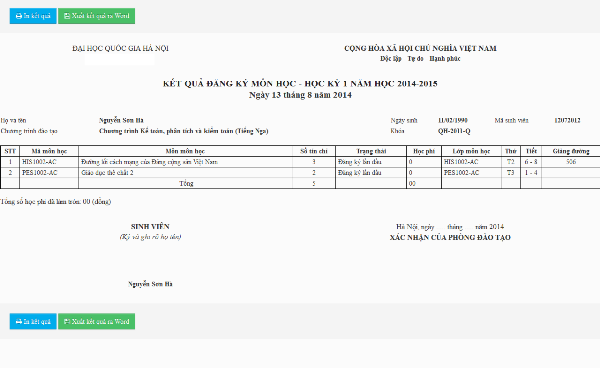 In kết quả Xuất kết quả ra Word
ĐẠI HỌC QUỐC GIA HÀ NỘI CỘNG HÒA XÃ HỘI CHỦ NGHĨA VIỆT NAM
Độc lập Tự do Hạnh phúc
KẾT QUẢ ĐĂNG KÝ MÔN HỌC - HỌC KỲ 1 NĂM HỌC 2014-2015
Ngày 13 tháng 8 năm 2014
Họ và tên Nguyễn Sơn Hà Ngày sinh 11/02/1990 Mã sinh viên 12072012
Chương trình đào tạo Chương trình Kế toán, phân tích và kiểm toán (Tiếng Nga) Khóa QH-2011-Q
STT Mã môn học Môn môn học Số tín chỉ Trạng thái Học phí Lớp môn học Thứ Tiết Giảng đường
1 HIS1002-AC Đường lối cách mạng của Đảng cộng sản Việt Nam 3 Đăng ký lần đầu 0 HIS1002-AC T2 6 - 8 506
2 PES1002-AC Giáo dục thể chất 2 2 Đăng ký lần đầu 0 PES1002-AC T3 1 - 4
Tổng 5 00
Tổng số học phí đã làm tròn: 00 (đồng)
SINH VIÊN Hà Nội, ngày tháng năm 2014
(Ký và ghi rõ họ tên) XÁC NHẬN CỦA PHÒNG ĐÀO TẠO
Nguyễn Sơn Hà
In kết quả Xuất kết quả ra Word